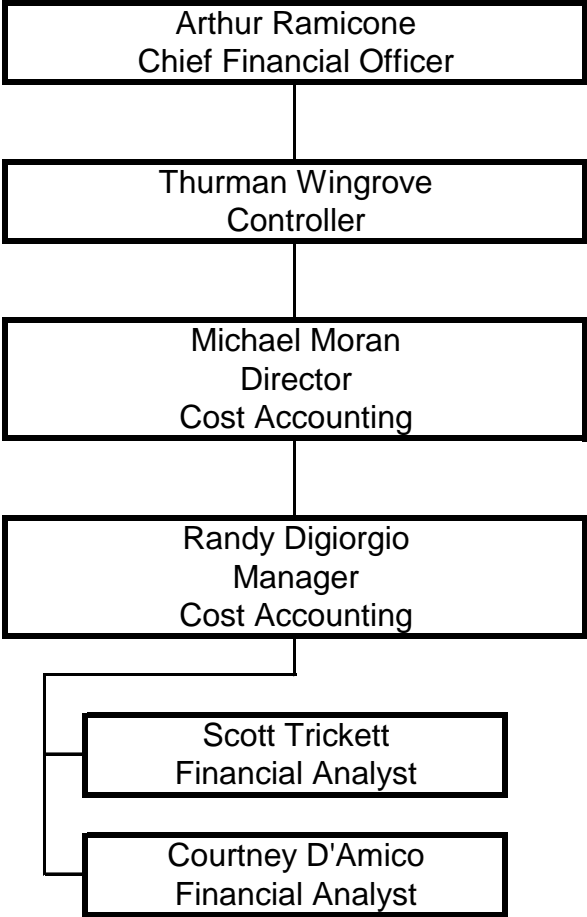 Arthur Ramicone
Chief Financial Officer
Thurman Wingrove
Controller
Michael Moran
Director
Cost Accounting
Randy Digiorgio
Manager
Cost Accounting
Scott Trickett
Financial Analyst
Courtney D'Amico
Financial Analyst